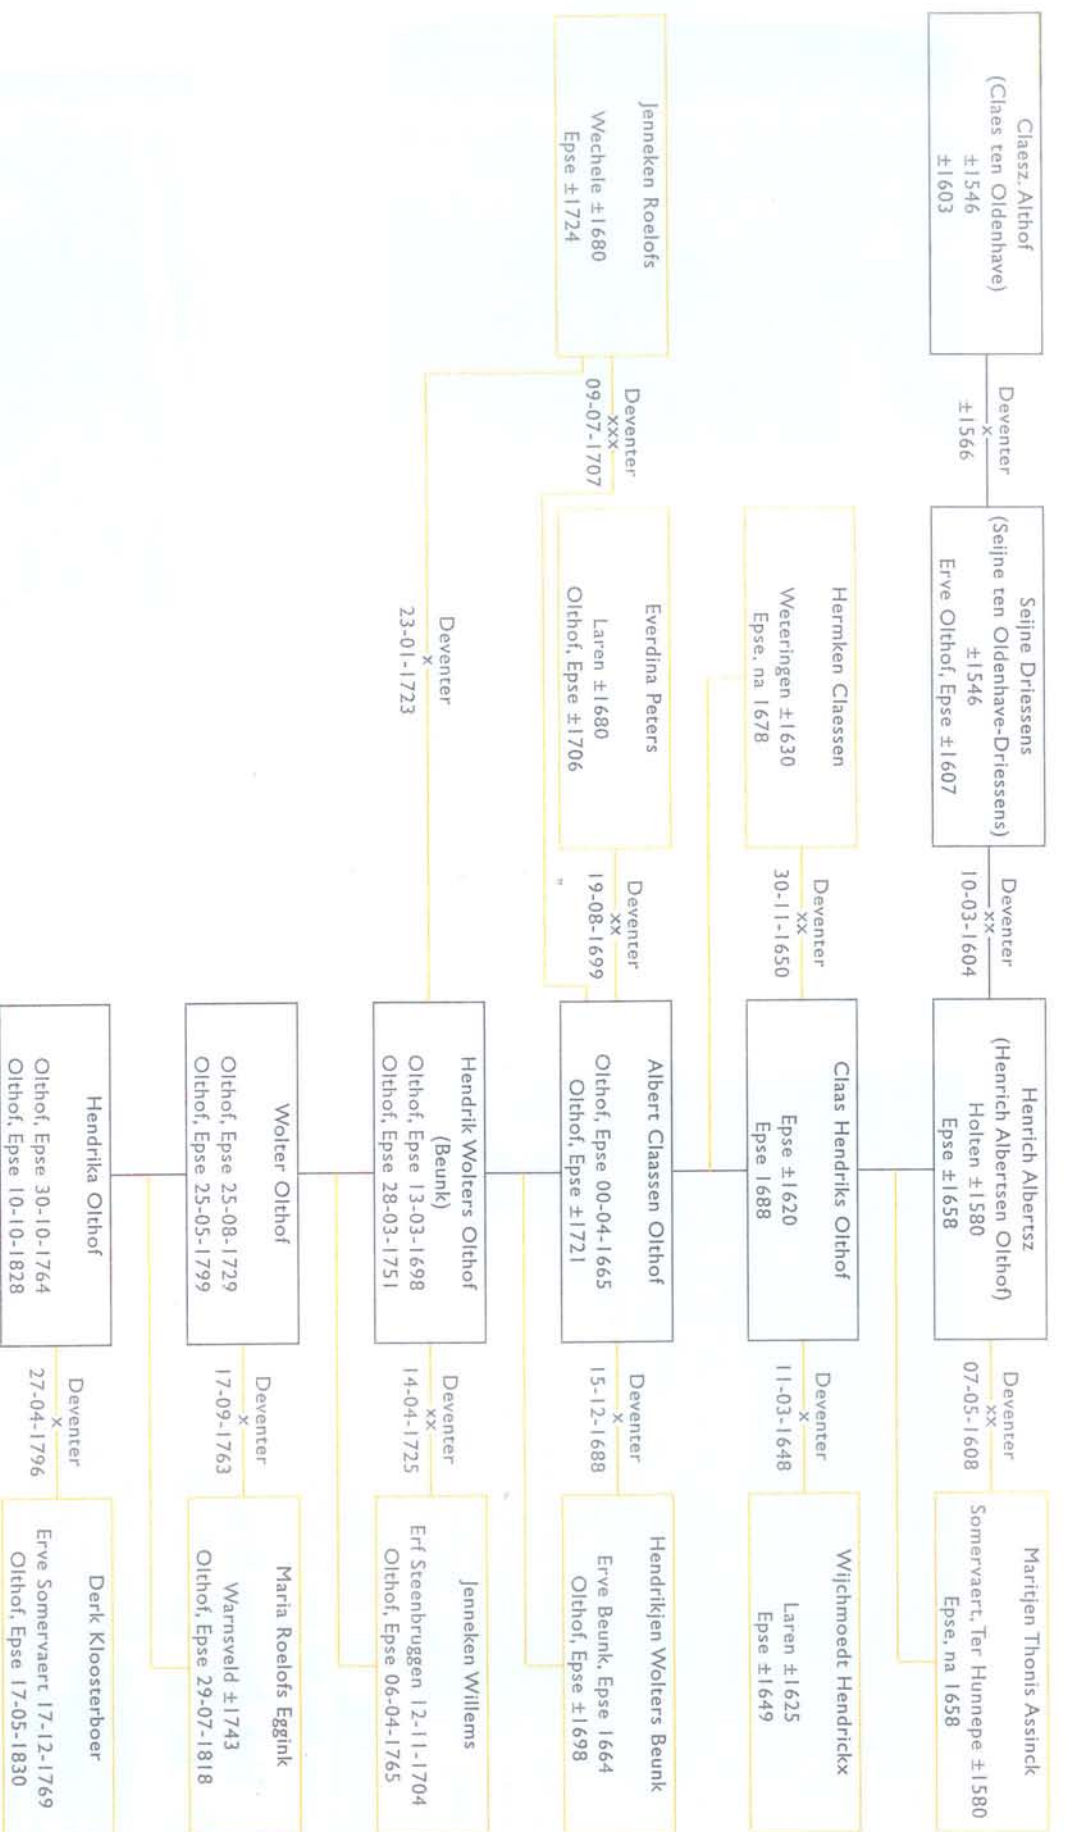 Claesz. Althof
(Claes ten Oldenhave)
±1546
±1603
Deventer
x
±1566
Seijne Driessens
(Seijne ten Oldenhave-Driessens)
±1546
Erve Olthof, Epse ±1607
Deventer
xx
10-03-1604
Henrich Albertsz
(Henrich Albertsen Olthof)
Holten ±1580
Epse ±1658
Deventer
xx
07-05-1608
Maritjen Thonis Assinck
Somervaert, Ter Hunnepe ±1580
Epse, na 1658
Hermken Claessen
Weteringen ±1630
Epse, na 1678
Deventer
xx
30-11-1650
Claas Hendriks Olthof
Epse ±1620
Epse 1688
Deventer
x
11-03-1648
Wijchmoedt Hendrickx
Laren ±1625
Epse ±1649
Jenneken Roelofs
Wechele ±1680
Epse ±1724
Deventer
xxx
09-07-1707
Everdina Peters
Laren ±1680
Olthof, Epse ±1706
Deventer
xx
19-08-1699
Albert Claassen Olthof
Olthof, Epse 00-04-1665
Olthof, Epse ±1721
Deventer
x
15-12-1688
Hendrikjen Wolters Beunk
Erve Beunk, Epse 1664
Olthof, Epse ±1698
Deventer
x
23-01-1723
Hendrik Wolters Olthof
(Beunk)
Olthof, Epse 13-03-1698
Olthof, Epse 28-03-1751
Deventer
xx
14-04-1725
Jenneken Willems
Erf Steenbruggen 12-11-1704
Olthof, Epse 06-04-1765
Wolter Olthof
Olthof, Epse 25-08-1729
Olthof, Epse 25-05-1799
Deventer
x
17-09-1763
Maria Roelofs Eggink
Warnsveld ±1743
Olthof, Epse 29-07-1818
Hendrika Olthof
Olthof, Epse 30-10-1764
Olthof, Epse 10-10-1828
Deventer
x
27-04-1796
Derk Kloosterboer
Erve Somervaert 17-12-1769
Olthof, Epse 17-05-1830